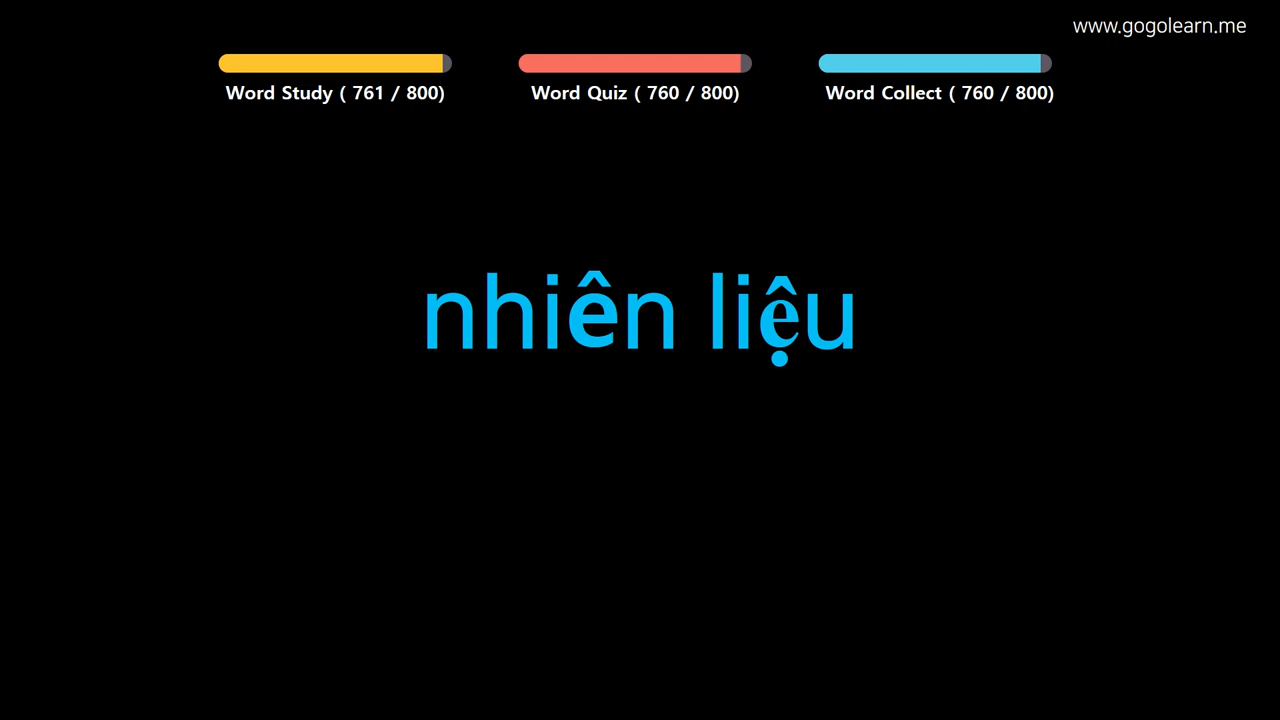 www.gogolearn.me
Word Study ( 761 / 800)
Word Quiz ( 760 / 800)
Word Collect ( 760 / 800)
nhiên liệu